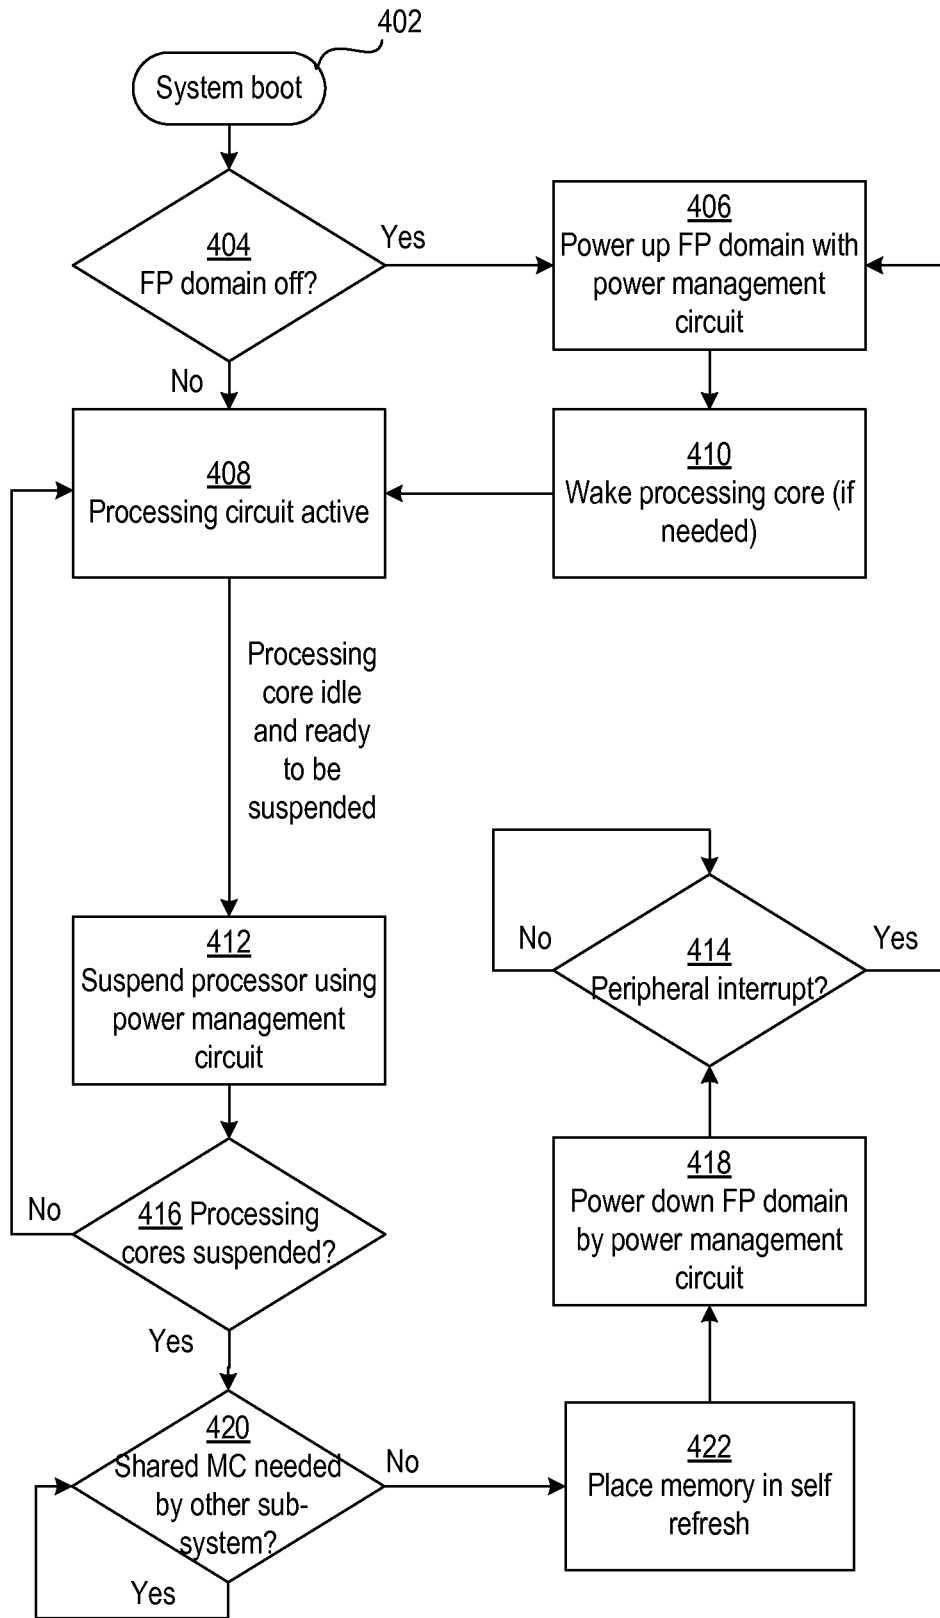 402
System boot
404
FP domain off?
Yes
No
406
Power up FP domain with
power management
circuit
408
Processing circuit active
410
Wake processing core (if
needed)
Processing
core idle
and ready
to be
suspended
412
Suspend processor using
power management
circuit
414
Peripheral interrupt?
No
Yes
416 Processing
cores suspended?
No
Yes
418
Power down FP domain
by power management
circuit
420
Shared MC needed
by other sub-
system?
No
Yes
422
Place memory in self
refresh